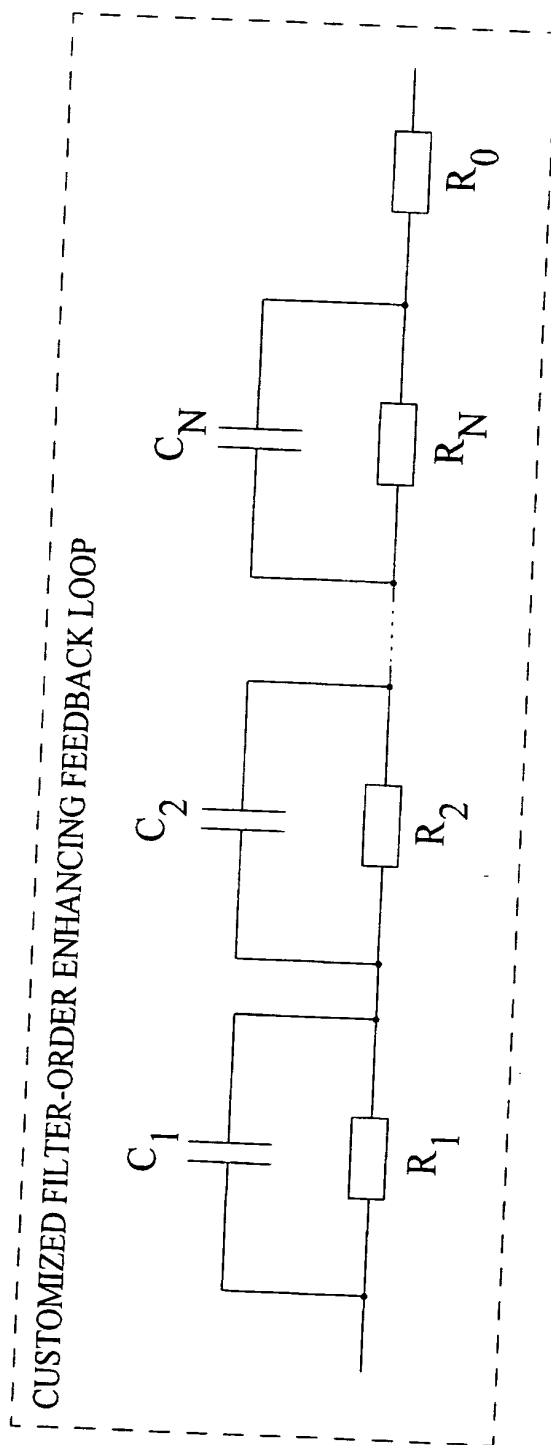 CUSTOMIZED FILTER-ORDER ENHANCING FEEDBACK LOOP
C1
C2
CN
R1
R2
RN
R0